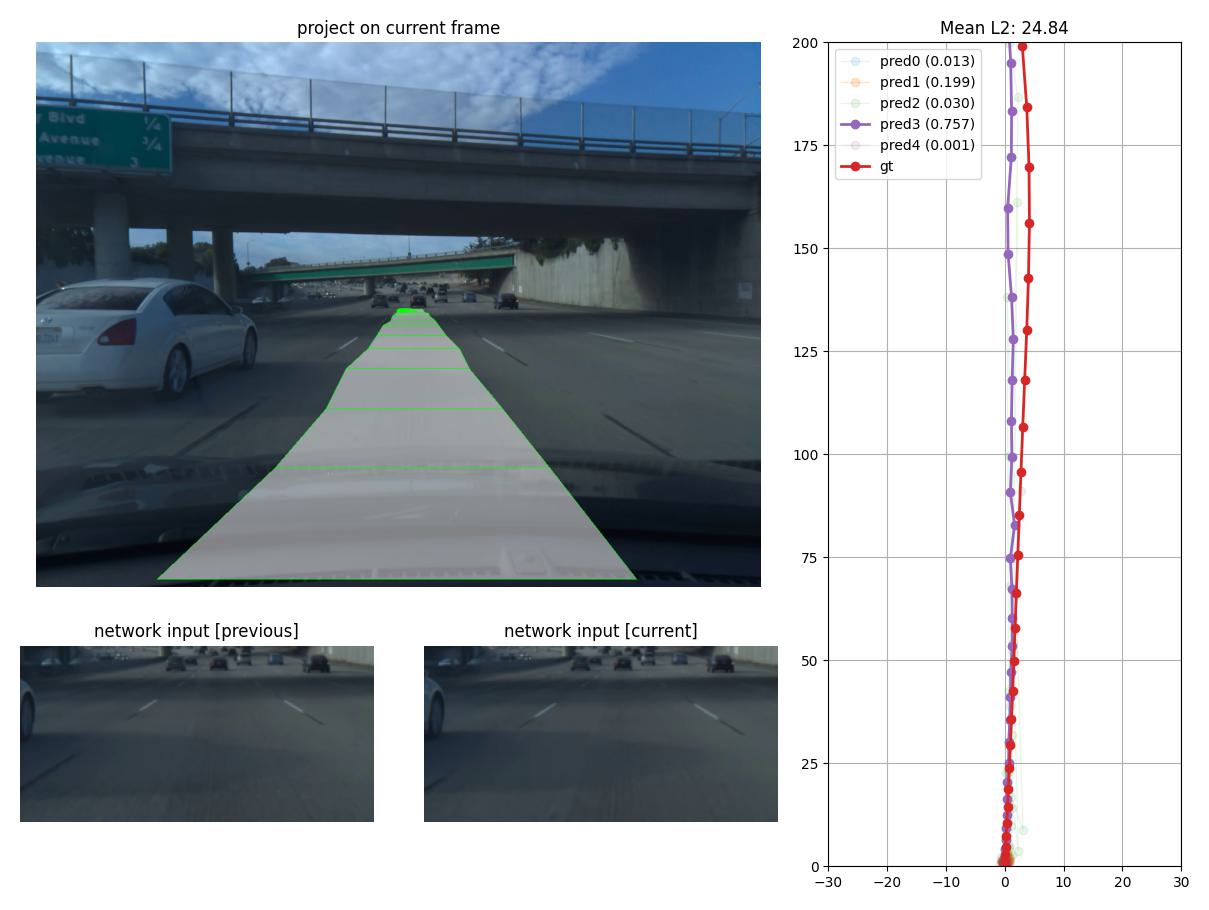 project on current frame
Blvd 1/4
Avenue 3/4
venue 3
network input [previous]
network input [current]
Mean L2: 24.84
pred0 (0.013)
pred1 (0.199)
pred2 (0.030)
pred3 (0.757)
pred4 (0.001)
gt
200
175
150
125
100
75
50
25
0
−30 −20 −10 0 10 20 30